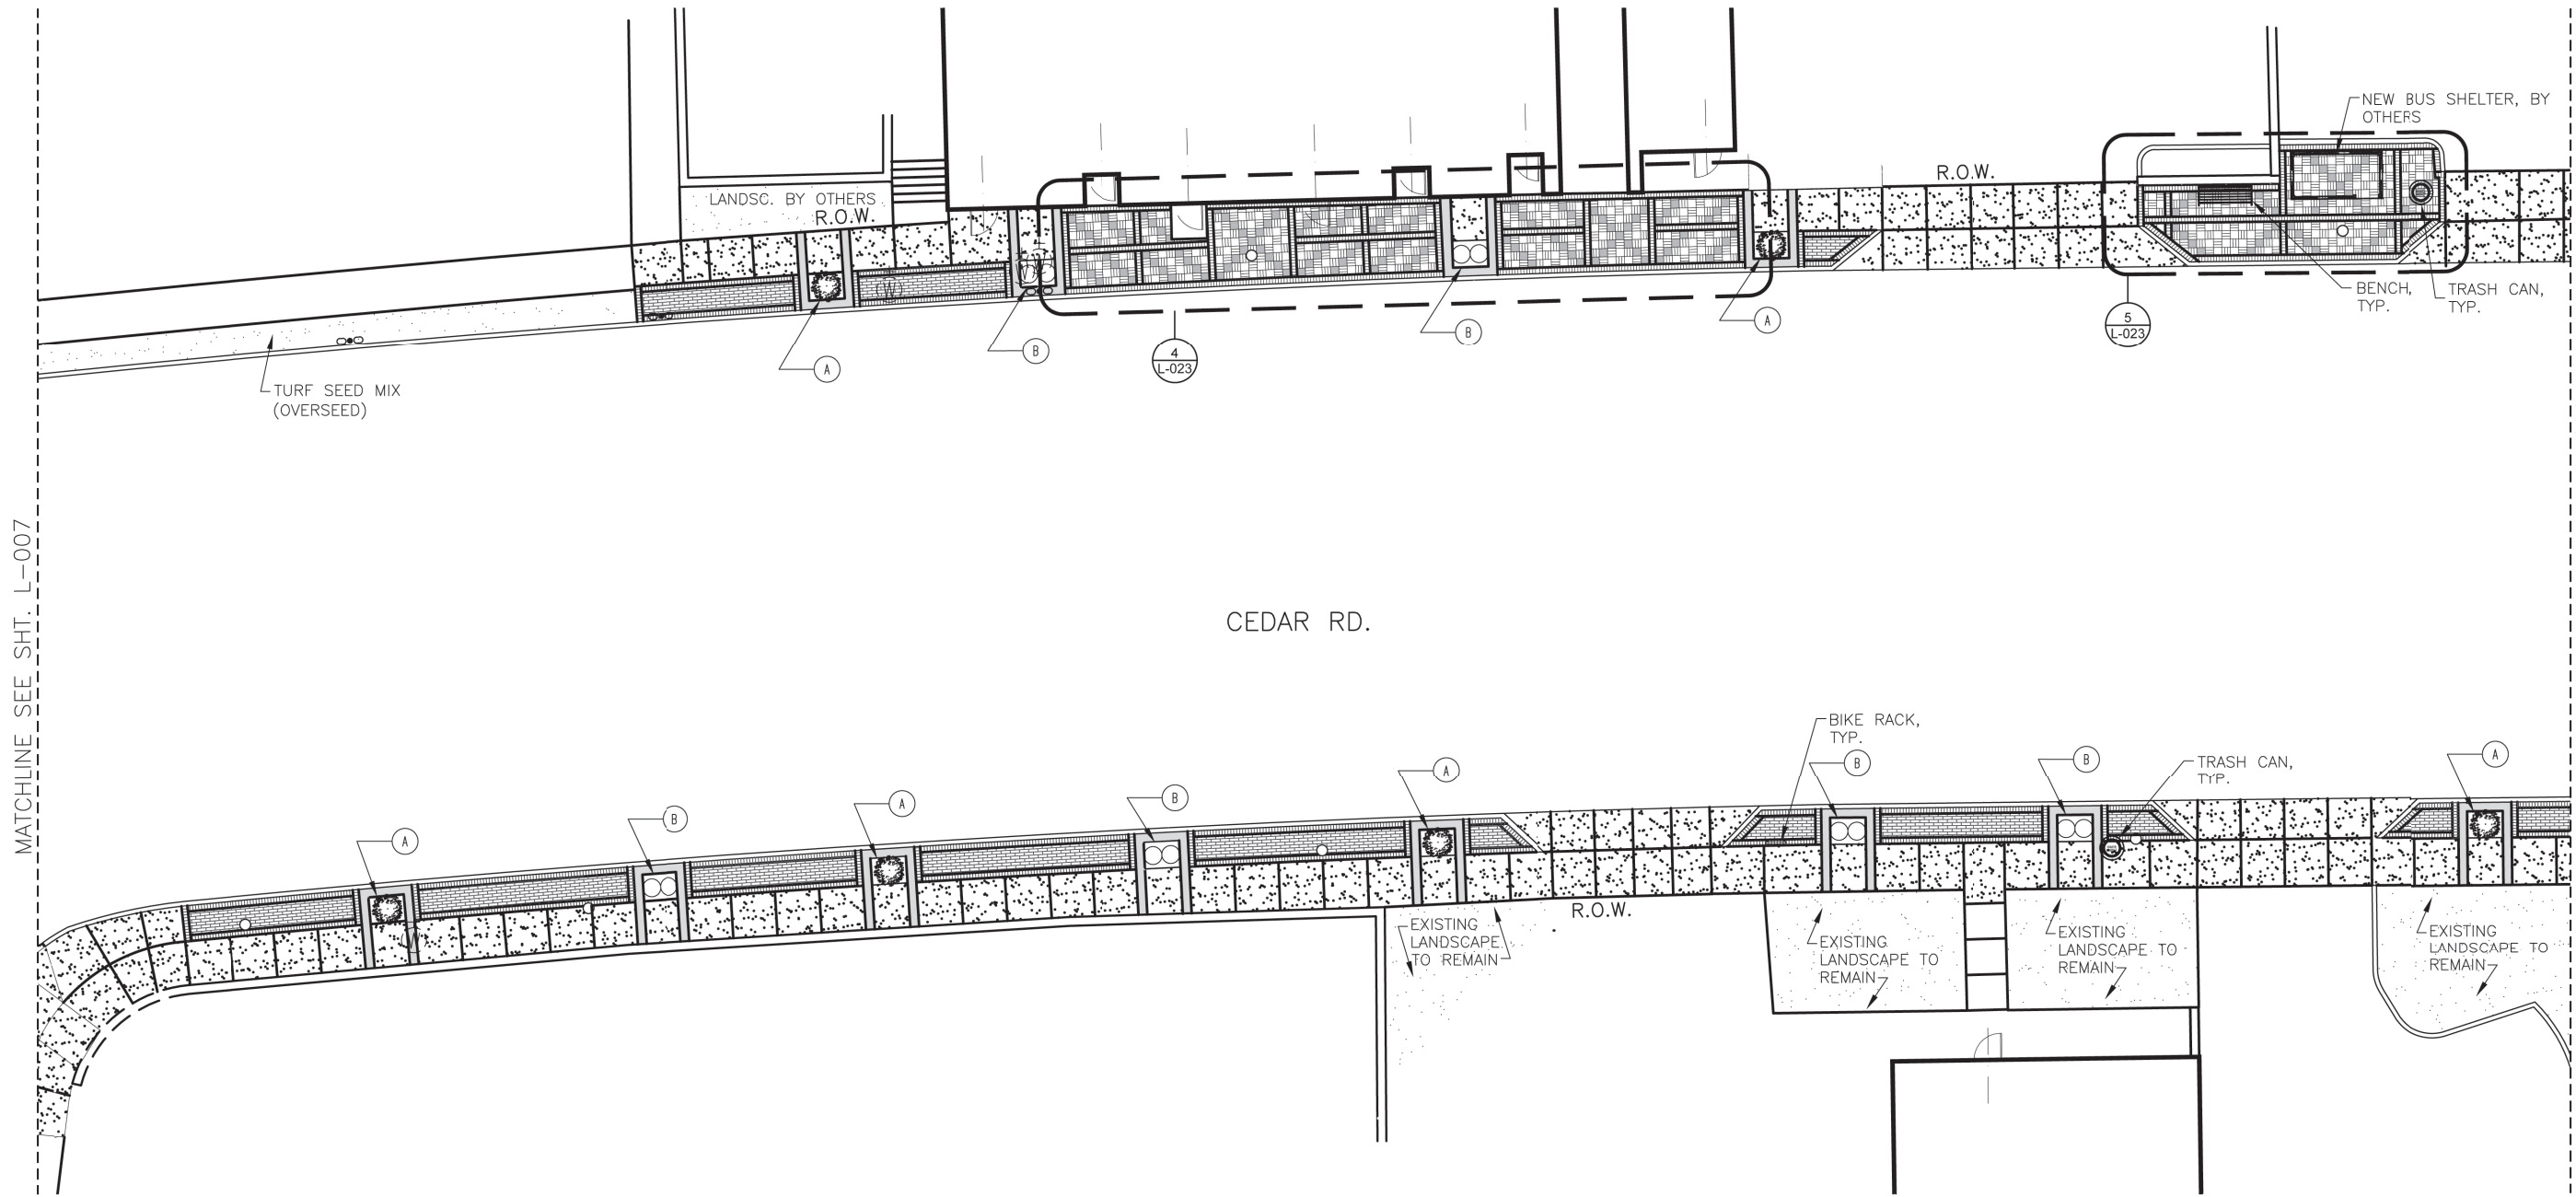 NEW BUS SHELTER, BY
OTHERS
R.O.W.
LANDSC. BY OTHERS
R.O.W.
BENCH,
TYP.
TRASH CAN,
TYP.
W
5
L-023
A
B
4
L-023
B
A
TURF SEED MIX
(OVERSEED)
MATCHLINE SEE SHT. L-007
CEDAR RD.
BIKE RACK,
TYP.
TRASH CAN,
TYP.
A
B
A
B
A
B
B
A
R.O.W.
EXISTING
LANDSCAPE
TO REMAIN
EXISTING
LANDSCAPE TO
REMAIN
EXISTING
LANDSCAPE TO
REMAIN
EXISTING
LANDSCAPE TO
REMAIN